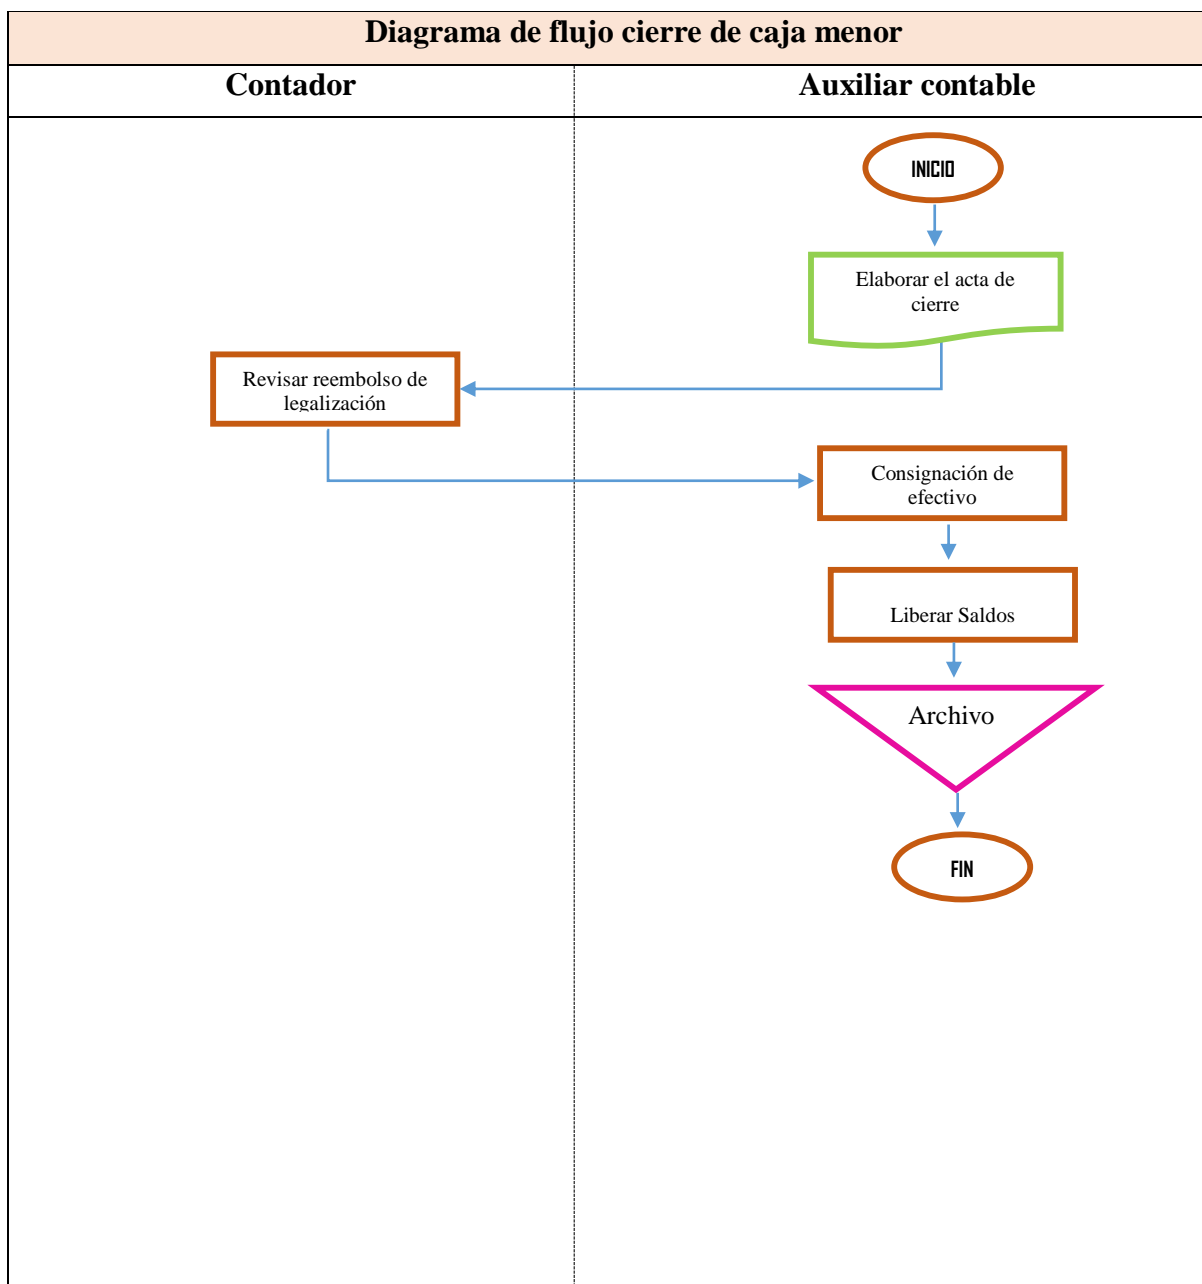 Diagrama de flujo cierre de caja menor
Contador
Auxiliar contable
INICIO
Elaborar el acta de
cierre
Revisar reembolso de
legalización
Consignación de
efectivo
Liberar Saldos
Archivo
FIN